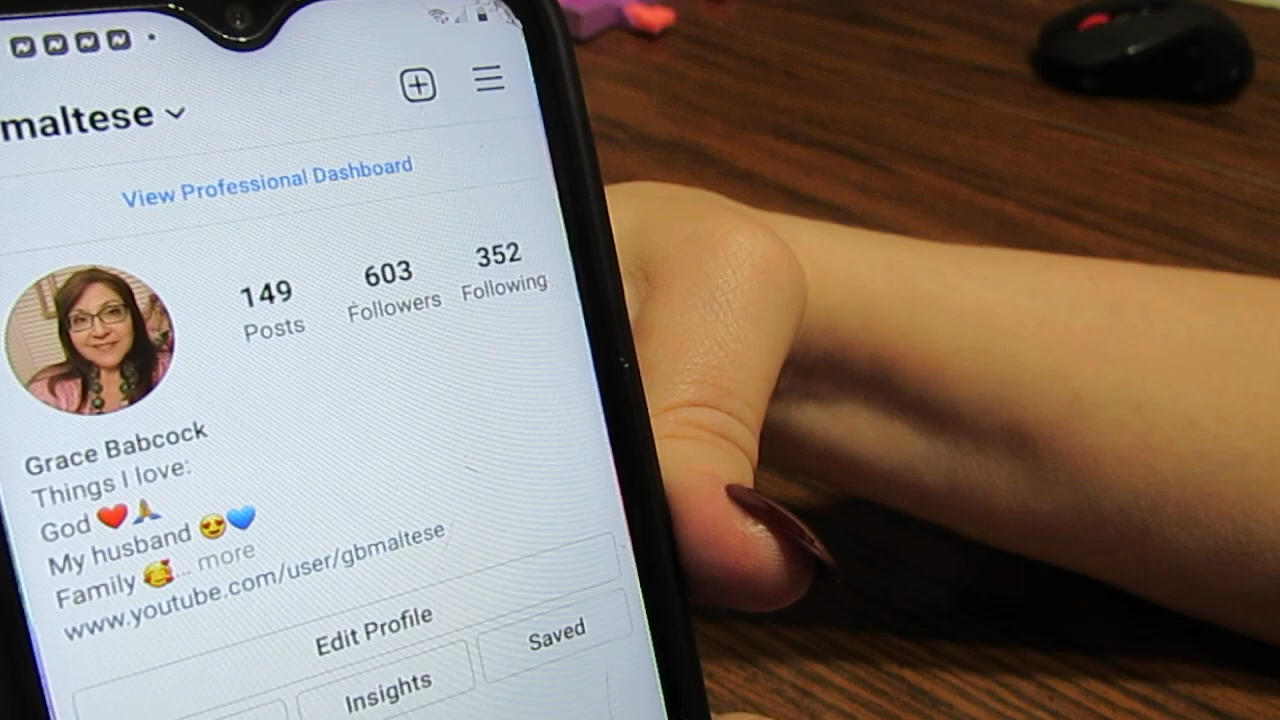 maltese
View Professional Dashboard
149 603 352
Posts Followers Following
Grace Babcock
Things I love:
God ❤️🙏
My husband 😍💙
Family 🥰... more
www.youtube.com/user/gbmaltese
Edit Profile
Insights Saved